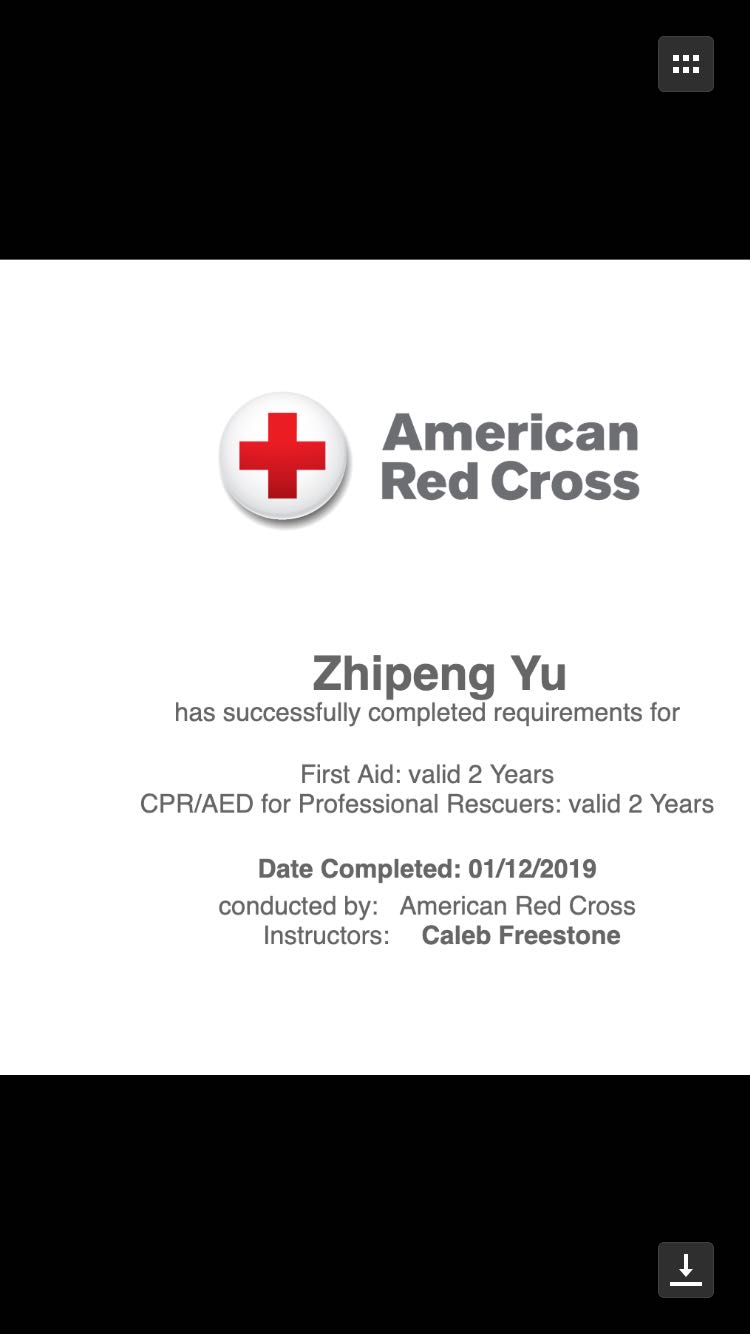 American
Red Cross
Zhipeng Yu
has successfully completed requirements for
First Aid: valid 2 Years
CPR/AED for Professional Rescuers: valid 2 Years
Date Completed: 01/12/2019
conducted by: American Red Cross
Instructors: Caleb Freestone